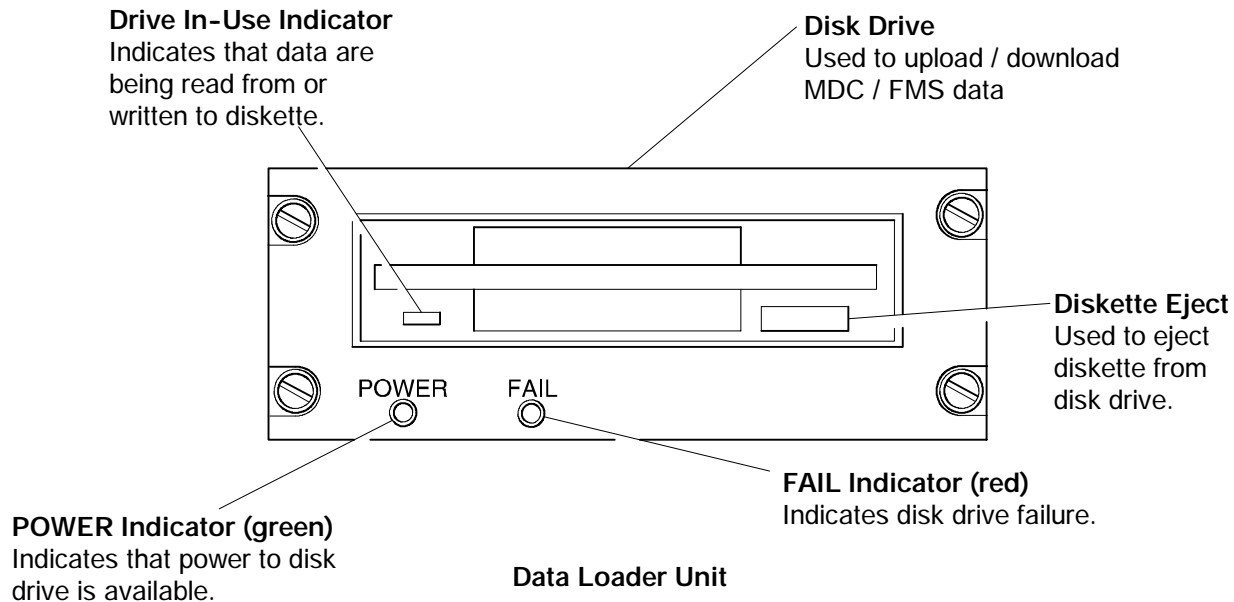 Drive In-Use Indicator
Indicates that data are
being read from or
written to diskette.
Disk Drive
Used to upload / download
MDC / FMS data
Diskette Eject
Used to eject
diskette from
disk drive.
POWER
FAIL
FAIL Indicator (red)
Indicates disk drive failure.
POWER Indicator (green)
Indicates that power to disk
drive is available.
Data Loader Unit